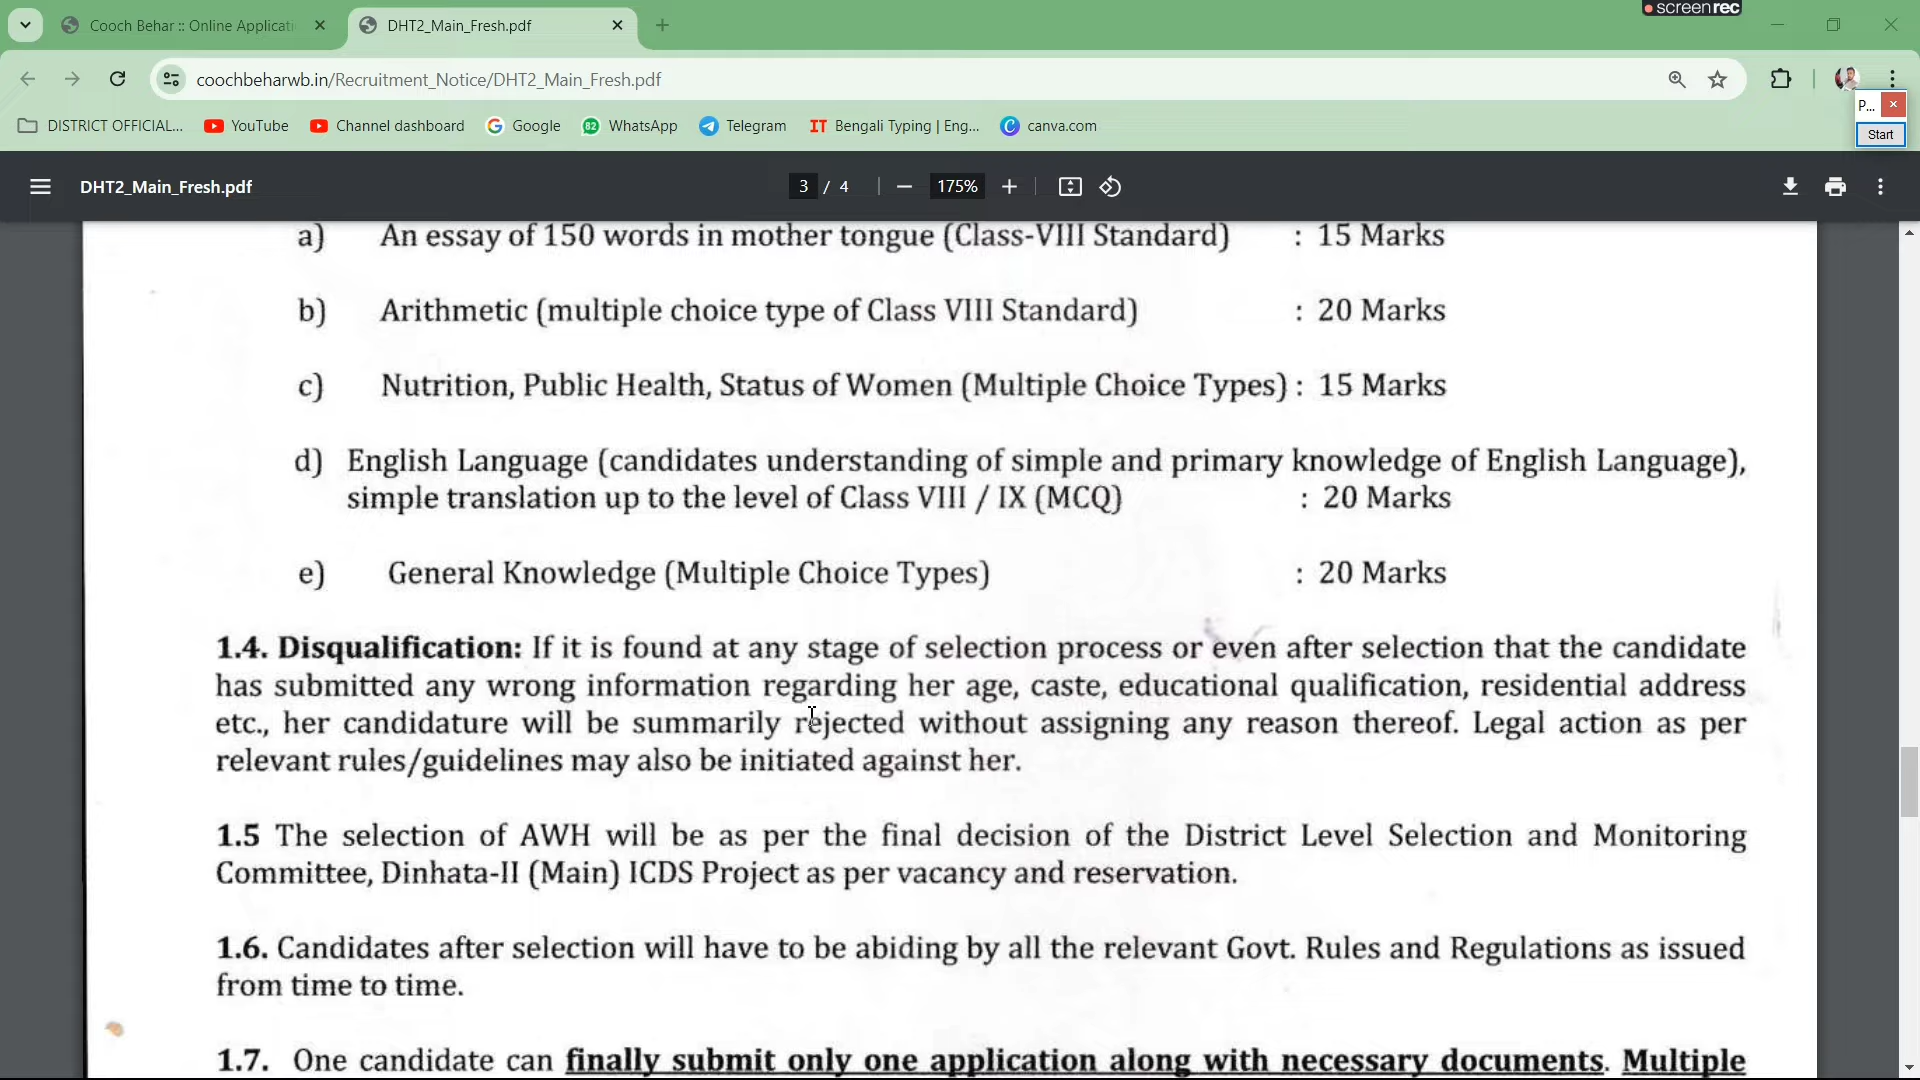 screenrec
Cooch Behar :: Online Applicati
DHT2_Main_Fresh.pdf
coochbeharwb.in/Recruitment_Notice/DHT2_Main_Fresh.pdf
P...
DISTRICT OFFICIAL...
YouTube
Channel dashboard
Google
82
WhatsApp
Telegram
IT
Bengali Typing | Eng...
canva.com
Start
DHT2_Main_Fresh.pdf
3 / 4
175%
a) An essay of 150 words in mother tongue (Class-VIII Standard) : 15 Marks
b) Arithmetic (multiple choice type of Class VIII Standard) : 20 Marks
c) Nutrition, Public Health, Status of Women (Multiple Choice Types) : 15 Marks
d) English Language (candidates understanding of simple and primary knowledge of English Language),
simple translation up to the level of Class VIII / IX (MCQ) : 20 Marks
e) General Knowledge (Multiple Choice Types) : 20 Marks
1.4. Disqualification: If it is found at any stage of selection process or even after selection that the candidate
has submitted any wrong information regarding her age, caste, educational qualification, residential address
etc., her candidature will be summarily rejected without assigning any reason thereof. Legal action as per
relevant rules/guidelines may also be initiated against her.
1.5 The selection of AWH will be as per the final decision of the District Level Selection and Monitoring
Committee, Dinhata-II (Main) ICDS Project as per vacancy and reservation.
1.6. Candidates after selection will have to be abiding by all the relevant Govt. Rules and Regulations as issued
from time to time.
1.7. One candidate can finally submit only one application along with necessary documents. Multiple